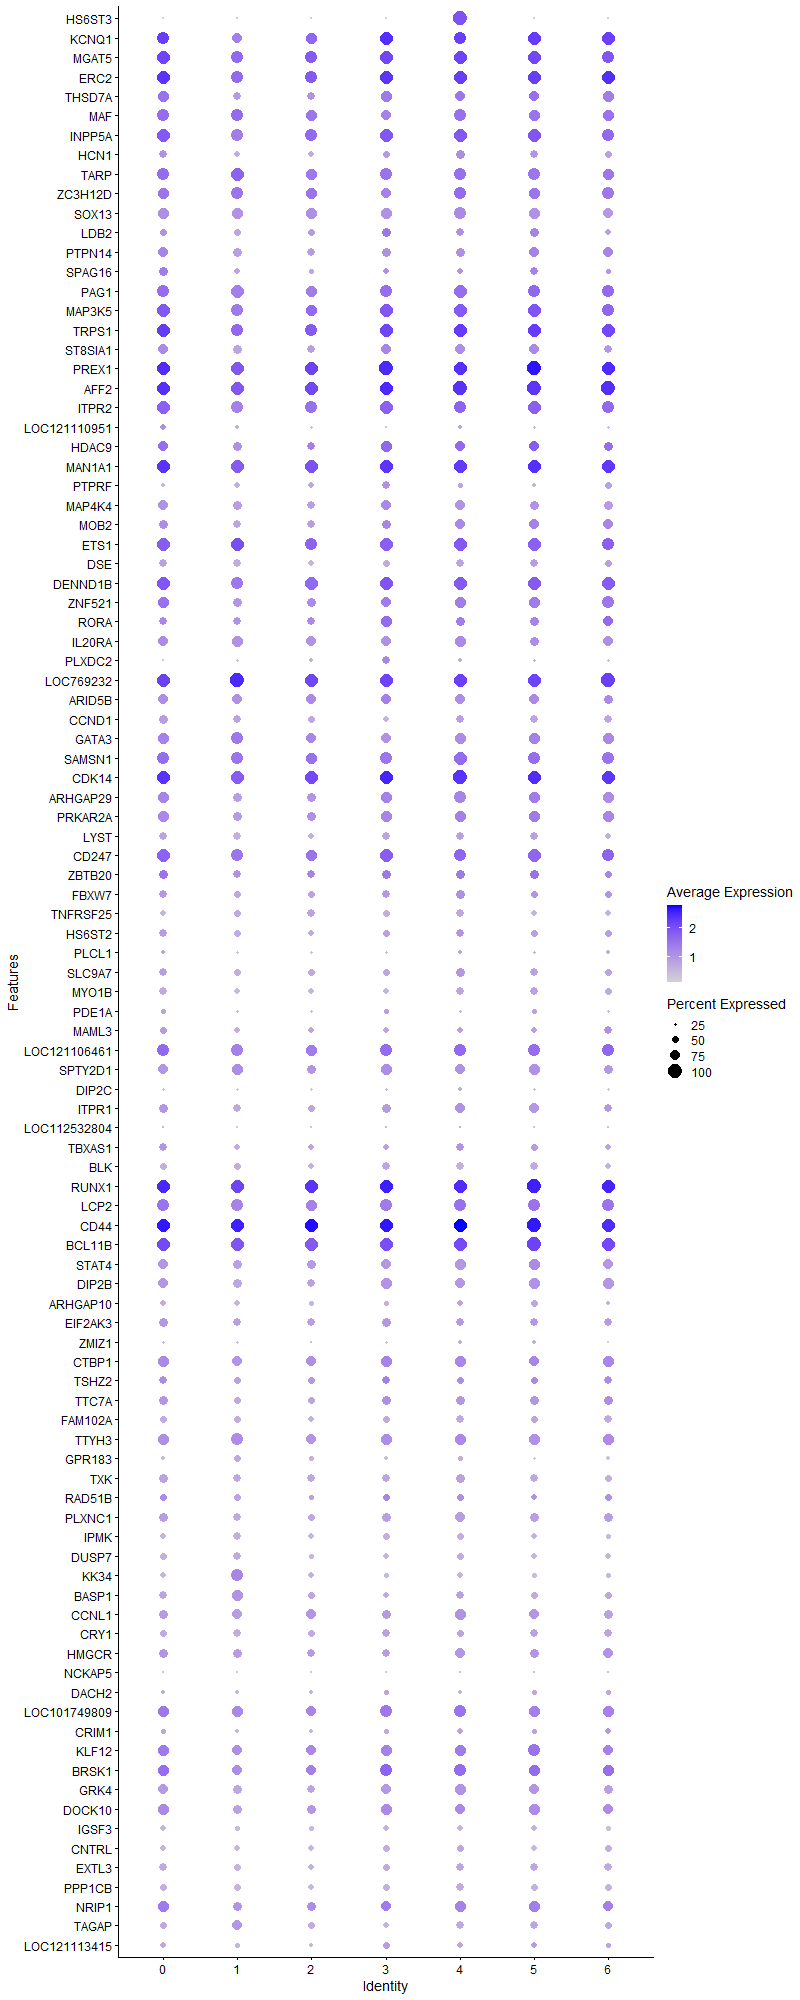 HS6ST3
KCNQ1
MGAT5
ERC2
THSD7A
MAF
INPP5A
HCN1
TARP
ZC3H12D
SOX13
LDB2
PTPN14
SPAG16
PAG1
MAP3K5
TRPS1
ST8SIA1
PREX1
AFF2
ITPR2
LOC121110951
HDAC9
MAN1A1
PTPRF
MAP4K4
MOB2
ETS1
DSE
DENND1B
ZNF521
RORA
IL20RA
PLXDC2
LOC769232
ARID5B
CCND1
GATA3
SAMSN1
CDK14
ARHGAP29
PRKAR2A
LYST
CD247
ZBTB20
FBXW7
TNFRSF25
HS6ST2
PLCL1
SLC9A7
MYO1B
PDE1A
MAML3
LOC121106461
SPTY2D1
DIP2C
ITPR1
LOC112532804
TBXAS1
BLK
RUNX1
LCP2
CD44
BCL11B
STAT4
DIP2B
ARHGAP10
EIF2AK3
ZMIZ1
CTBP1
TSHZ2
TTC7A
FAM102A
TTYH3
GPR183
TXK
RAD51B
PLXNC1
IPMK
DUSP7
KK34
BASP1
CCNL1
CRY1
HMGCR
NCKAP5
DACH2
LOC101749809
CRIM1
KLF12
BRSK1
GRK4
DOCK10
IGSF3
CNTRL
EXTL3
PPP1CB
NRIP1
TAGAP
LOC121113415
Features
0 1 2 3 4 5 6
Identity
Average Expression
2
1
Percent Expressed
25
50
75
100